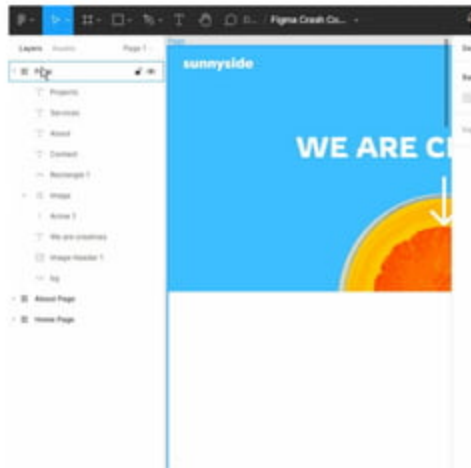 D... / Figma Crash Co...
Layers
Assets
Page 1
Page
sunnyside
Projects
Services
About
WE ARE C
Contact
Rectangle 1
Image
Arrow 1
We are creatives
Image Header 1
bg
About Page
Home Page